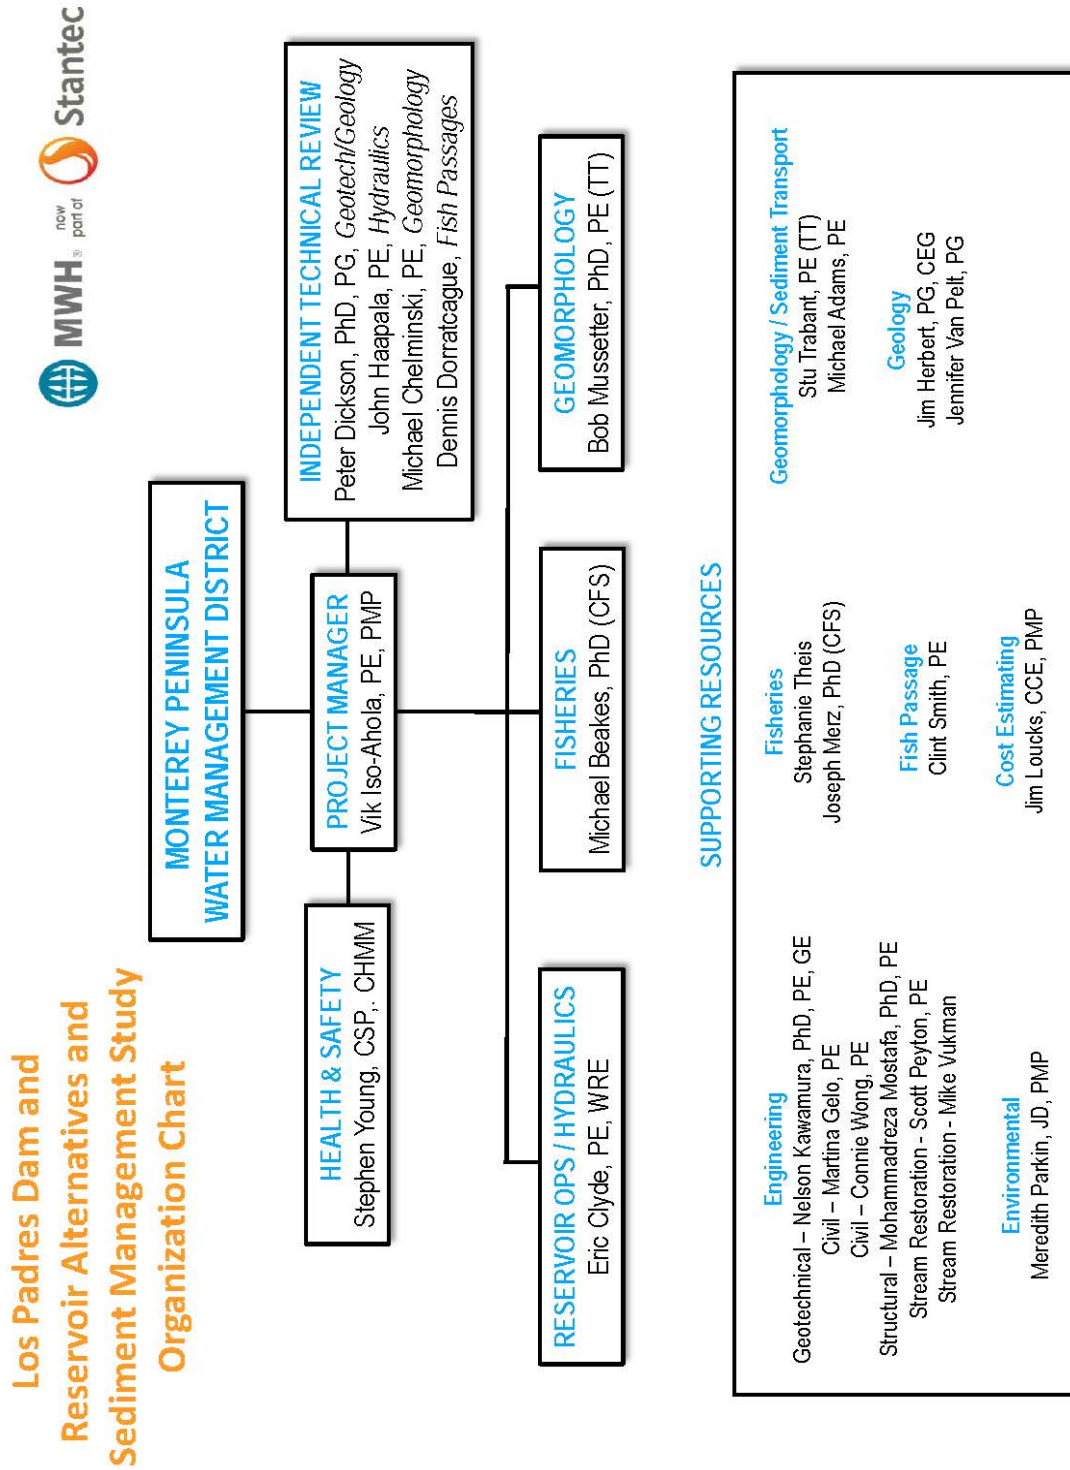 Los Padres Dam and
Reservoir Alternatives and
Sediment Management Study
Organization Chart
MWH® now
part of Stantec
MONTEREY PENINSULA
WATER MANAGEMENT DISTRICT
HEALTH & SAFETY
Stephen Young, CSP,. CHMM
PROJECT MANAGER
Vik Iso-Ahola, PE, PMP
INDEPENDENT TECHNICAL REVIEW
Peter Dickson, PhD, PG, Geotech/Geology
John Haapala, PE, Hydraulics
Michael Chelminski, PE, Geomorphology
Dennis Dorratcague, Fish Passages
RESERVOIR OPS / HYDRAULICS
Eric Clyde, PE, WRE
FISHERIES
Michael Beakes, PhD (CFS)
GEOMORPHOLOGY
Bob Mussetter, PhD, PE (TT)
SUPPORTING RESOURCES
Engineering
Geotechnical – Nelson Kawamura, PhD, PE, GE
Civil – Martina Gelo, PE
Civil – Connie Wong, PE
Structural – Mohammadreza Mostafa, PhD, PE
Stream Restoration - Scott Peyton, PE
Stream Restoration - Mike Vukman
Environmental
Meredith Parkin, JD, PMP
Fisheries
Stephanie Theis
Joseph Merz, PhD (CFS)
Fish Passage
Clint Smith, PE
Cost Estimating
Jim Loucks, CCE, PMP
Geomorphology / Sediment Transport
Stu Trabant, PE (TT)
Michael Adams, PE
Geology
Jim Herbert, PG, CEG
Jennifer Van Pelt, PG